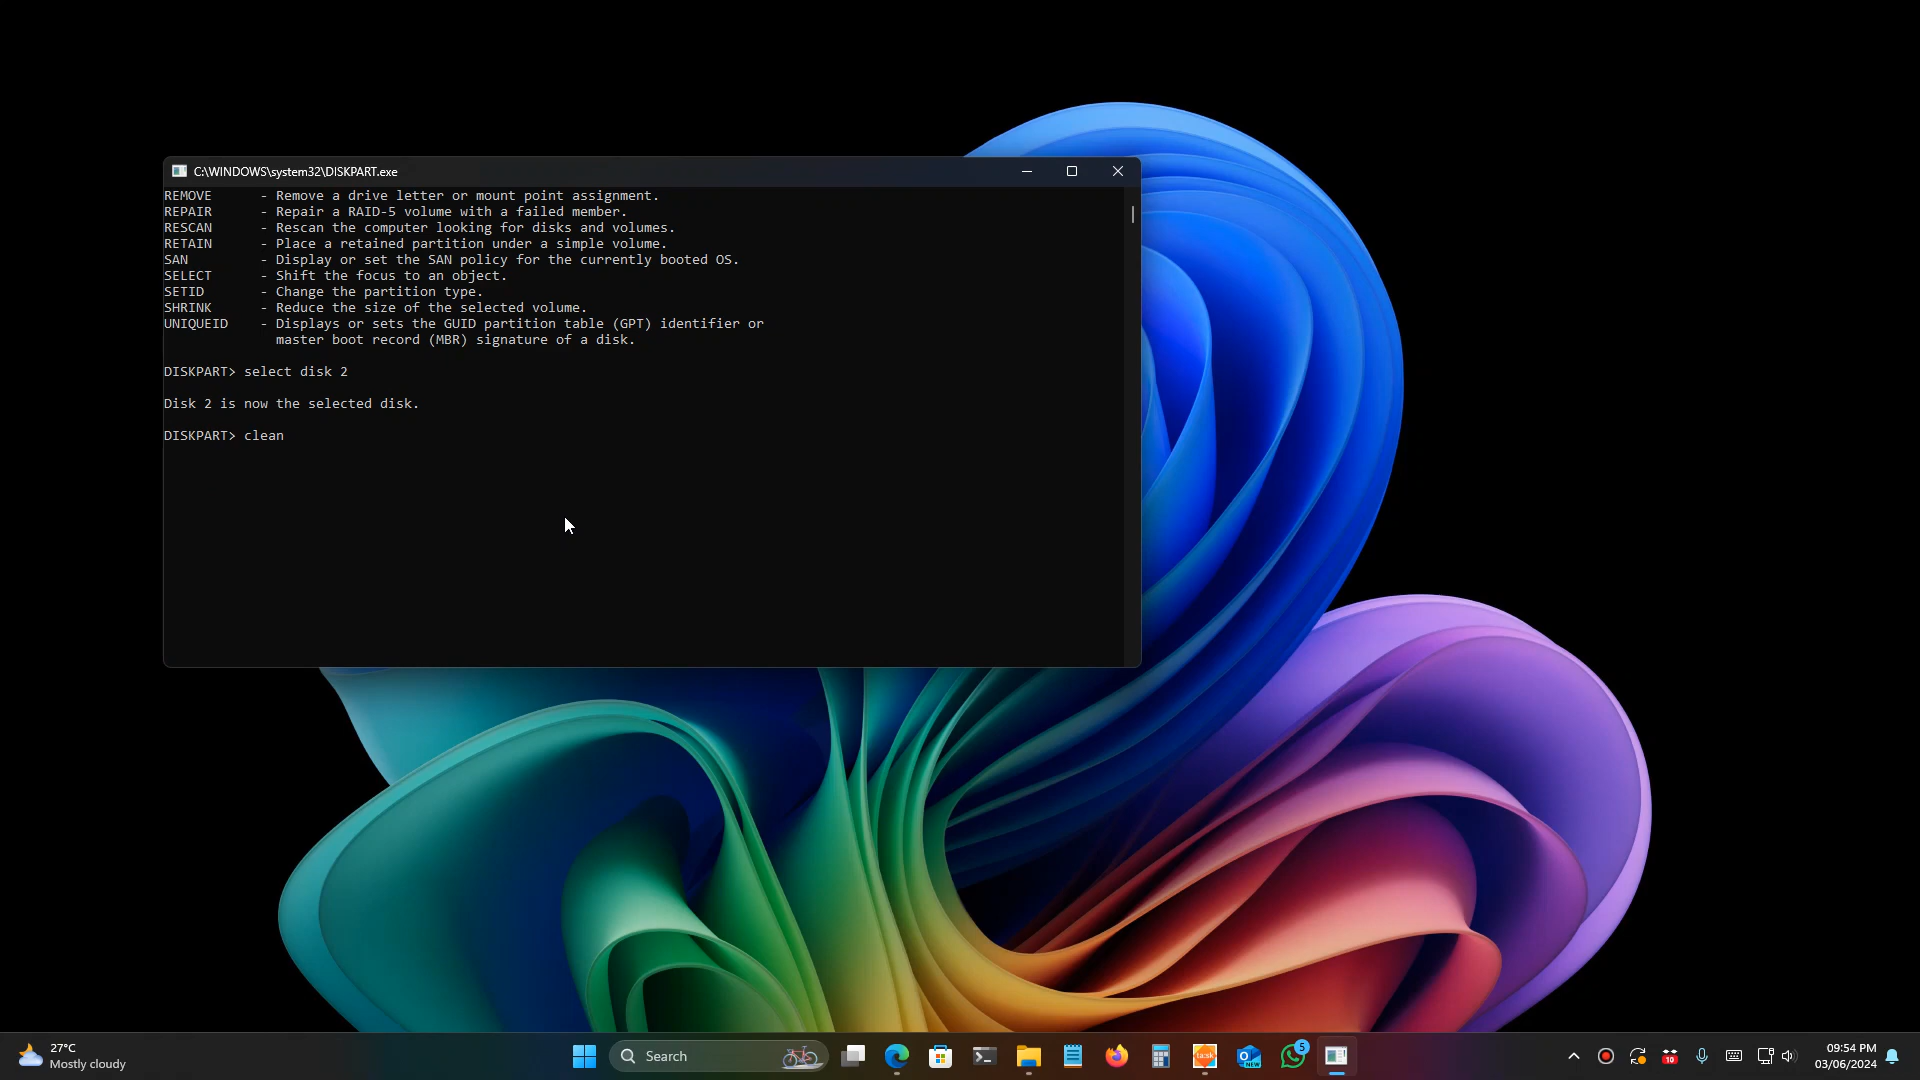 C:\WINDOWS\system32\DISKPART.exe
REMOVE - Remove a drive letter or mount point assignment.
REPAIR - Repair a RAID-5 volume with a failed member.
RESCAN - Rescan the computer looking for disks and volumes.
RETAIN - Place a retained partition under a simple volume.
SAN - Display or set the SAN policy for the currently booted OS.
SELECT - Shift the focus to an object.
SETID - Change the partition type.
SHRINK - Reduce the size of the selected volume.
UNIQUEID - Displays or sets the GUID partition table (GPT) identifier or
master boot record (MBR) signature of a disk.
DISKPART> select disk 2
Disk 2 is now the selected disk.
DISKPART> clean
27°C
Mostly cloudy
Search
5
10
NEW
09:54 PM
03/06/2024